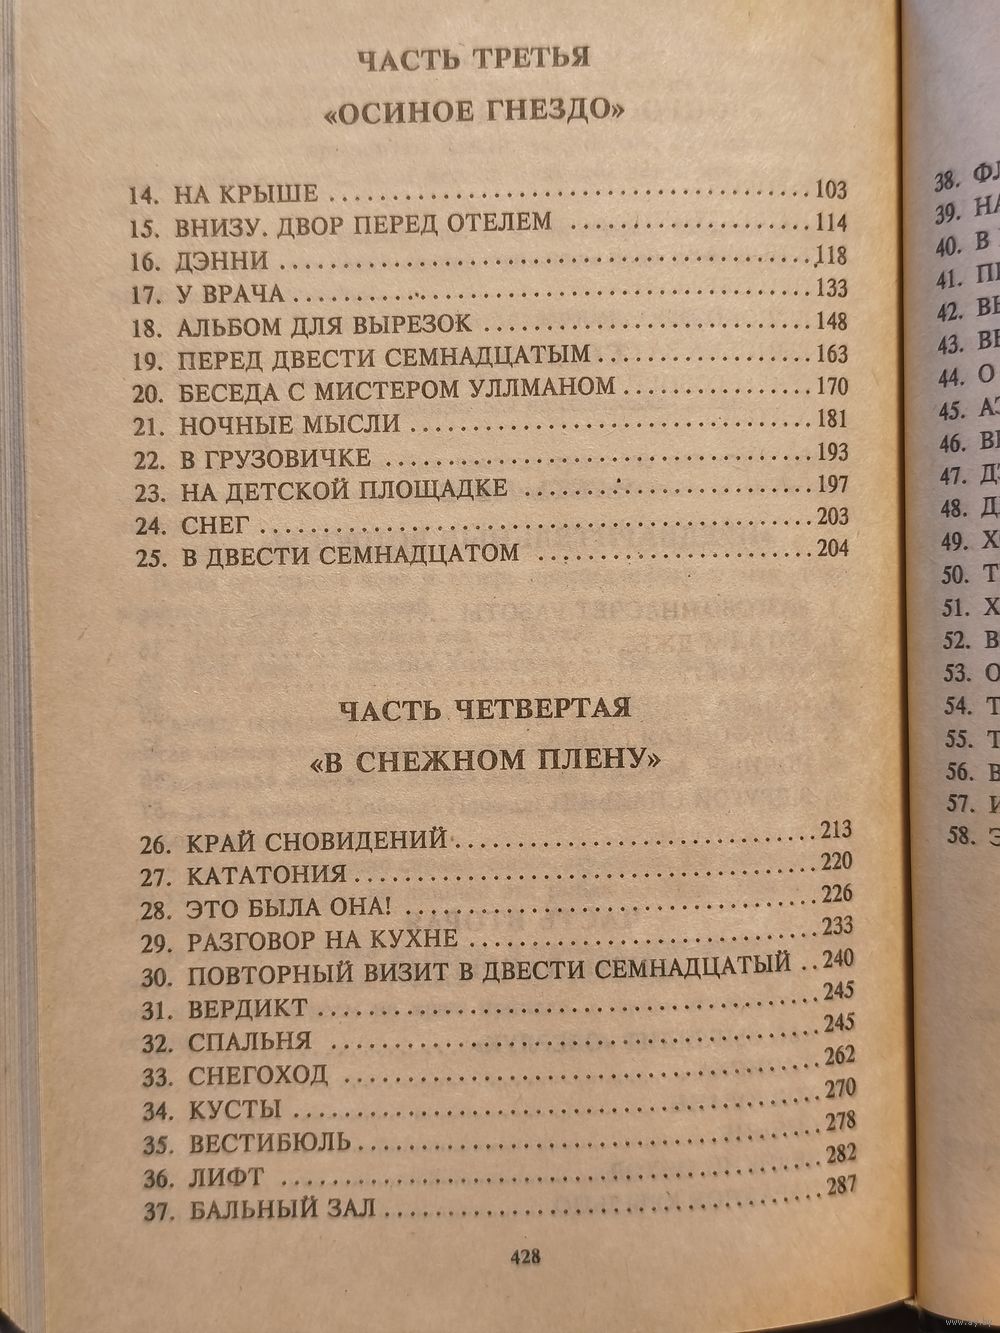 ЧАСТЬ ТРЕТЬЯ
«ОСИНОЕ ГНЕЗДО»
14. НА КРЫШЕ ........ 103
15. ВНИЗУ. ДВОР ПЕРЕД ОТЕЛЕМ ........ 114
16. ДЭННИ ........ 118
17. У ВРАЧА ........ 133
18. АЛЬБОМ ДЛЯ ВЫРЕЗОК ........ 148
19. ПЕРЕД ДВЕСТИ СЕМНАДЦАТЫМ ........ 163
20. БЕСЕДА С МИСТЕРОМ УЛЛМАНОМ ........ 170
21. НОЧНЫЕ МЫСЛИ ........ 181
22. В ГРУЗОВИЧКЕ ........ 193
23. НА ДЕТСКОЙ ПЛОЩАДКЕ ........ 197
24. СНЕГ ........ 203
25. В ДВЕСТИ СЕМНАДЦАТОМ ........ 204
ЧАСТЬ ЧЕТВЕРТАЯ
«В СНЕЖНОМ ПЛЕНУ»
26. КРАЙ СНОВИДЕНИЙ ........ 213
27. КАТАТОНИЯ ........ 220
28. ЭТО БЫЛА ОНА! ........ 226
29. РАЗГОВОР НА КУХНЕ ........ 233
30. ПОВТОРНЫЙ ВИЗИТ В ДВЕСТИ СЕМНАДЦАТЫЙ .. 240
31. ВЕРДИКТ ........ 245
32. СПАЛЬНЯ ........ 245
33. СНЕГОХОД ........ 262
34. КУСТЫ ........ 270
35. ВЕСТИБЮЛЬ ........ 278
36. ЛИФТ ........ 282
37. БАЛЬНЫЙ ЗАЛ ........ 287
428
38.
39.
40. В
41.
42.
43.
44. О
45.
46.
47.
48.
49.
50.
51.
52.
53.
54.
55.
56.
57.
58.